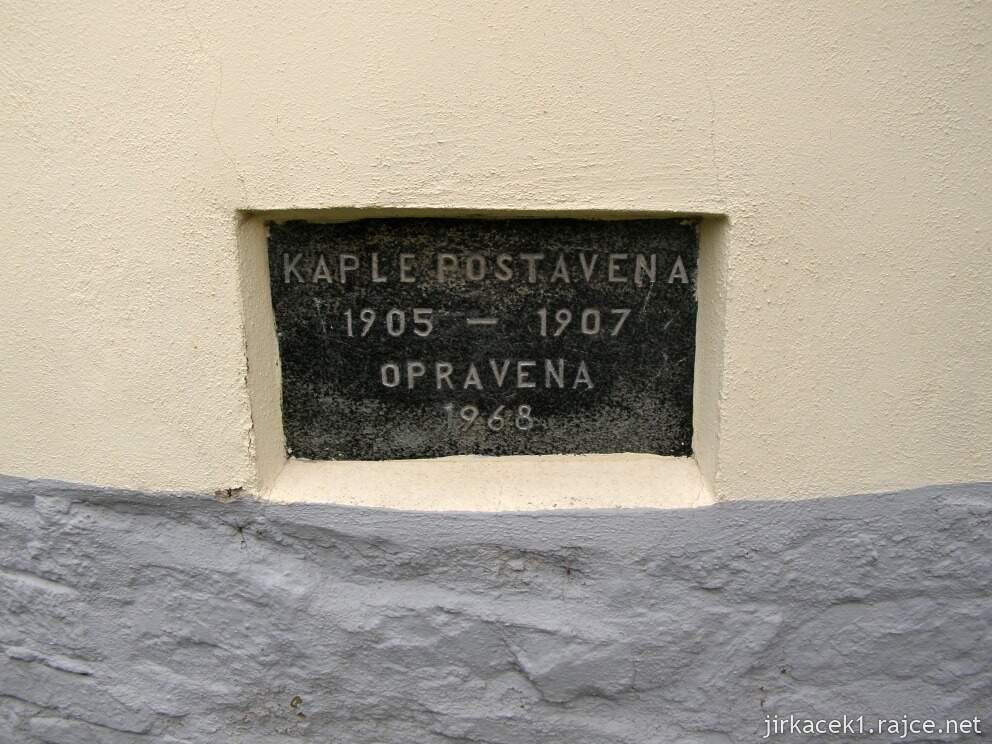 KAPLE POSTAVENA
1905 — 1907
OPRAVENA
1968
jirkacek1.rajce.net